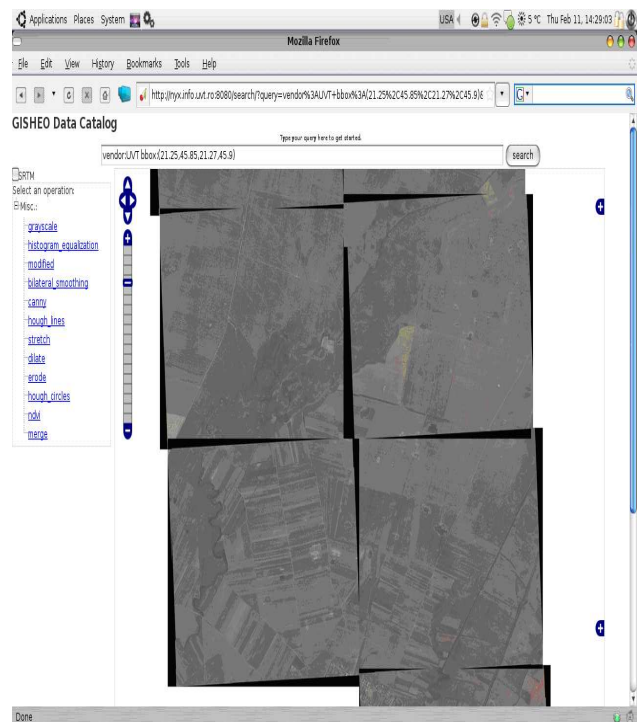 Applications Places System USA 5 °C Thu Feb 11, 14:29:03
Mozilla Firefox
File Edit View History Bookmarks Tools Help
http://nyx.info.uvt.ro:8080/search/?query=vendor%3AUVT+bbox%3A(21.25%2C45.85%2C21.27%2C45.9)& G
GISHEO Data Catalog
Type your query here to get started.
vendor:UVT bbox:(21.25,45.85,21.27,45.9) search
SRTM
Select an operation:
Misc.:
grayscale
histogram_equalization
modified
bilateral_smoothing
canny
hough_lines
stretch
dilate
erode
hough_circles
ndvi
merge
Done